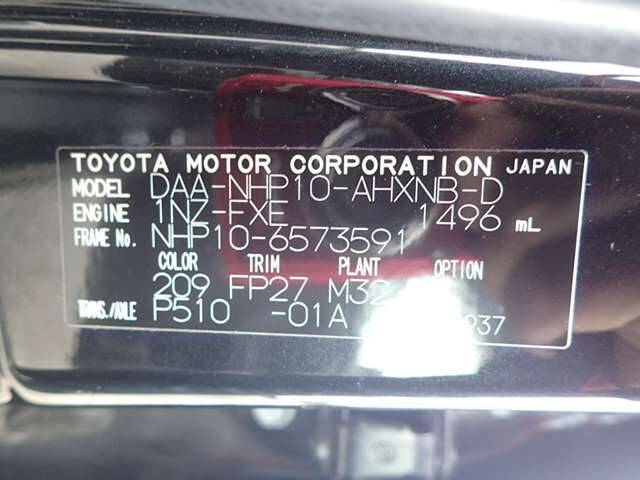 TOYOTA MOTOR CORPORATION JAPAN
MODEL DAA-NHP10-AHXNB-D
ENGINE 1NZ-FXE 1496 mL
FRAME No. NHP10-6573591
COLOR TRIM PLANT OPTION
209 FP27 M32
TRANS./AXLE P510 -01A